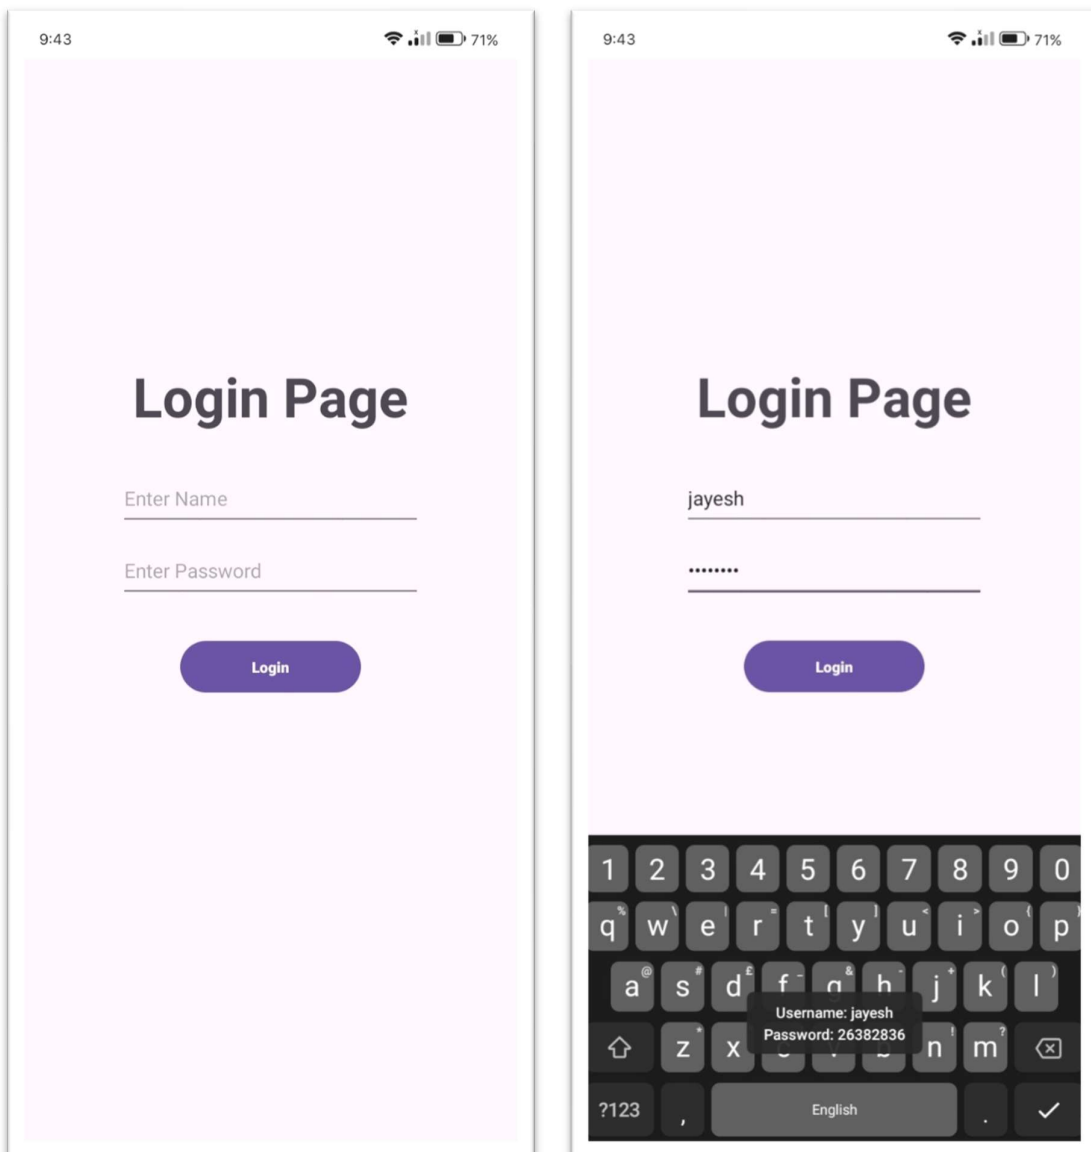 9:43
71%
Login Page
Enter Name
Enter Password
Login
9:43
71%
Login Page
jayesh
••••••••
Login
1 2 3 4 5 6 7 8 9 0
q w e r t y u i o p
a s d f g h j k l
Username: jayesh
Password: 26382836
z x c v b n m
?123 , English .